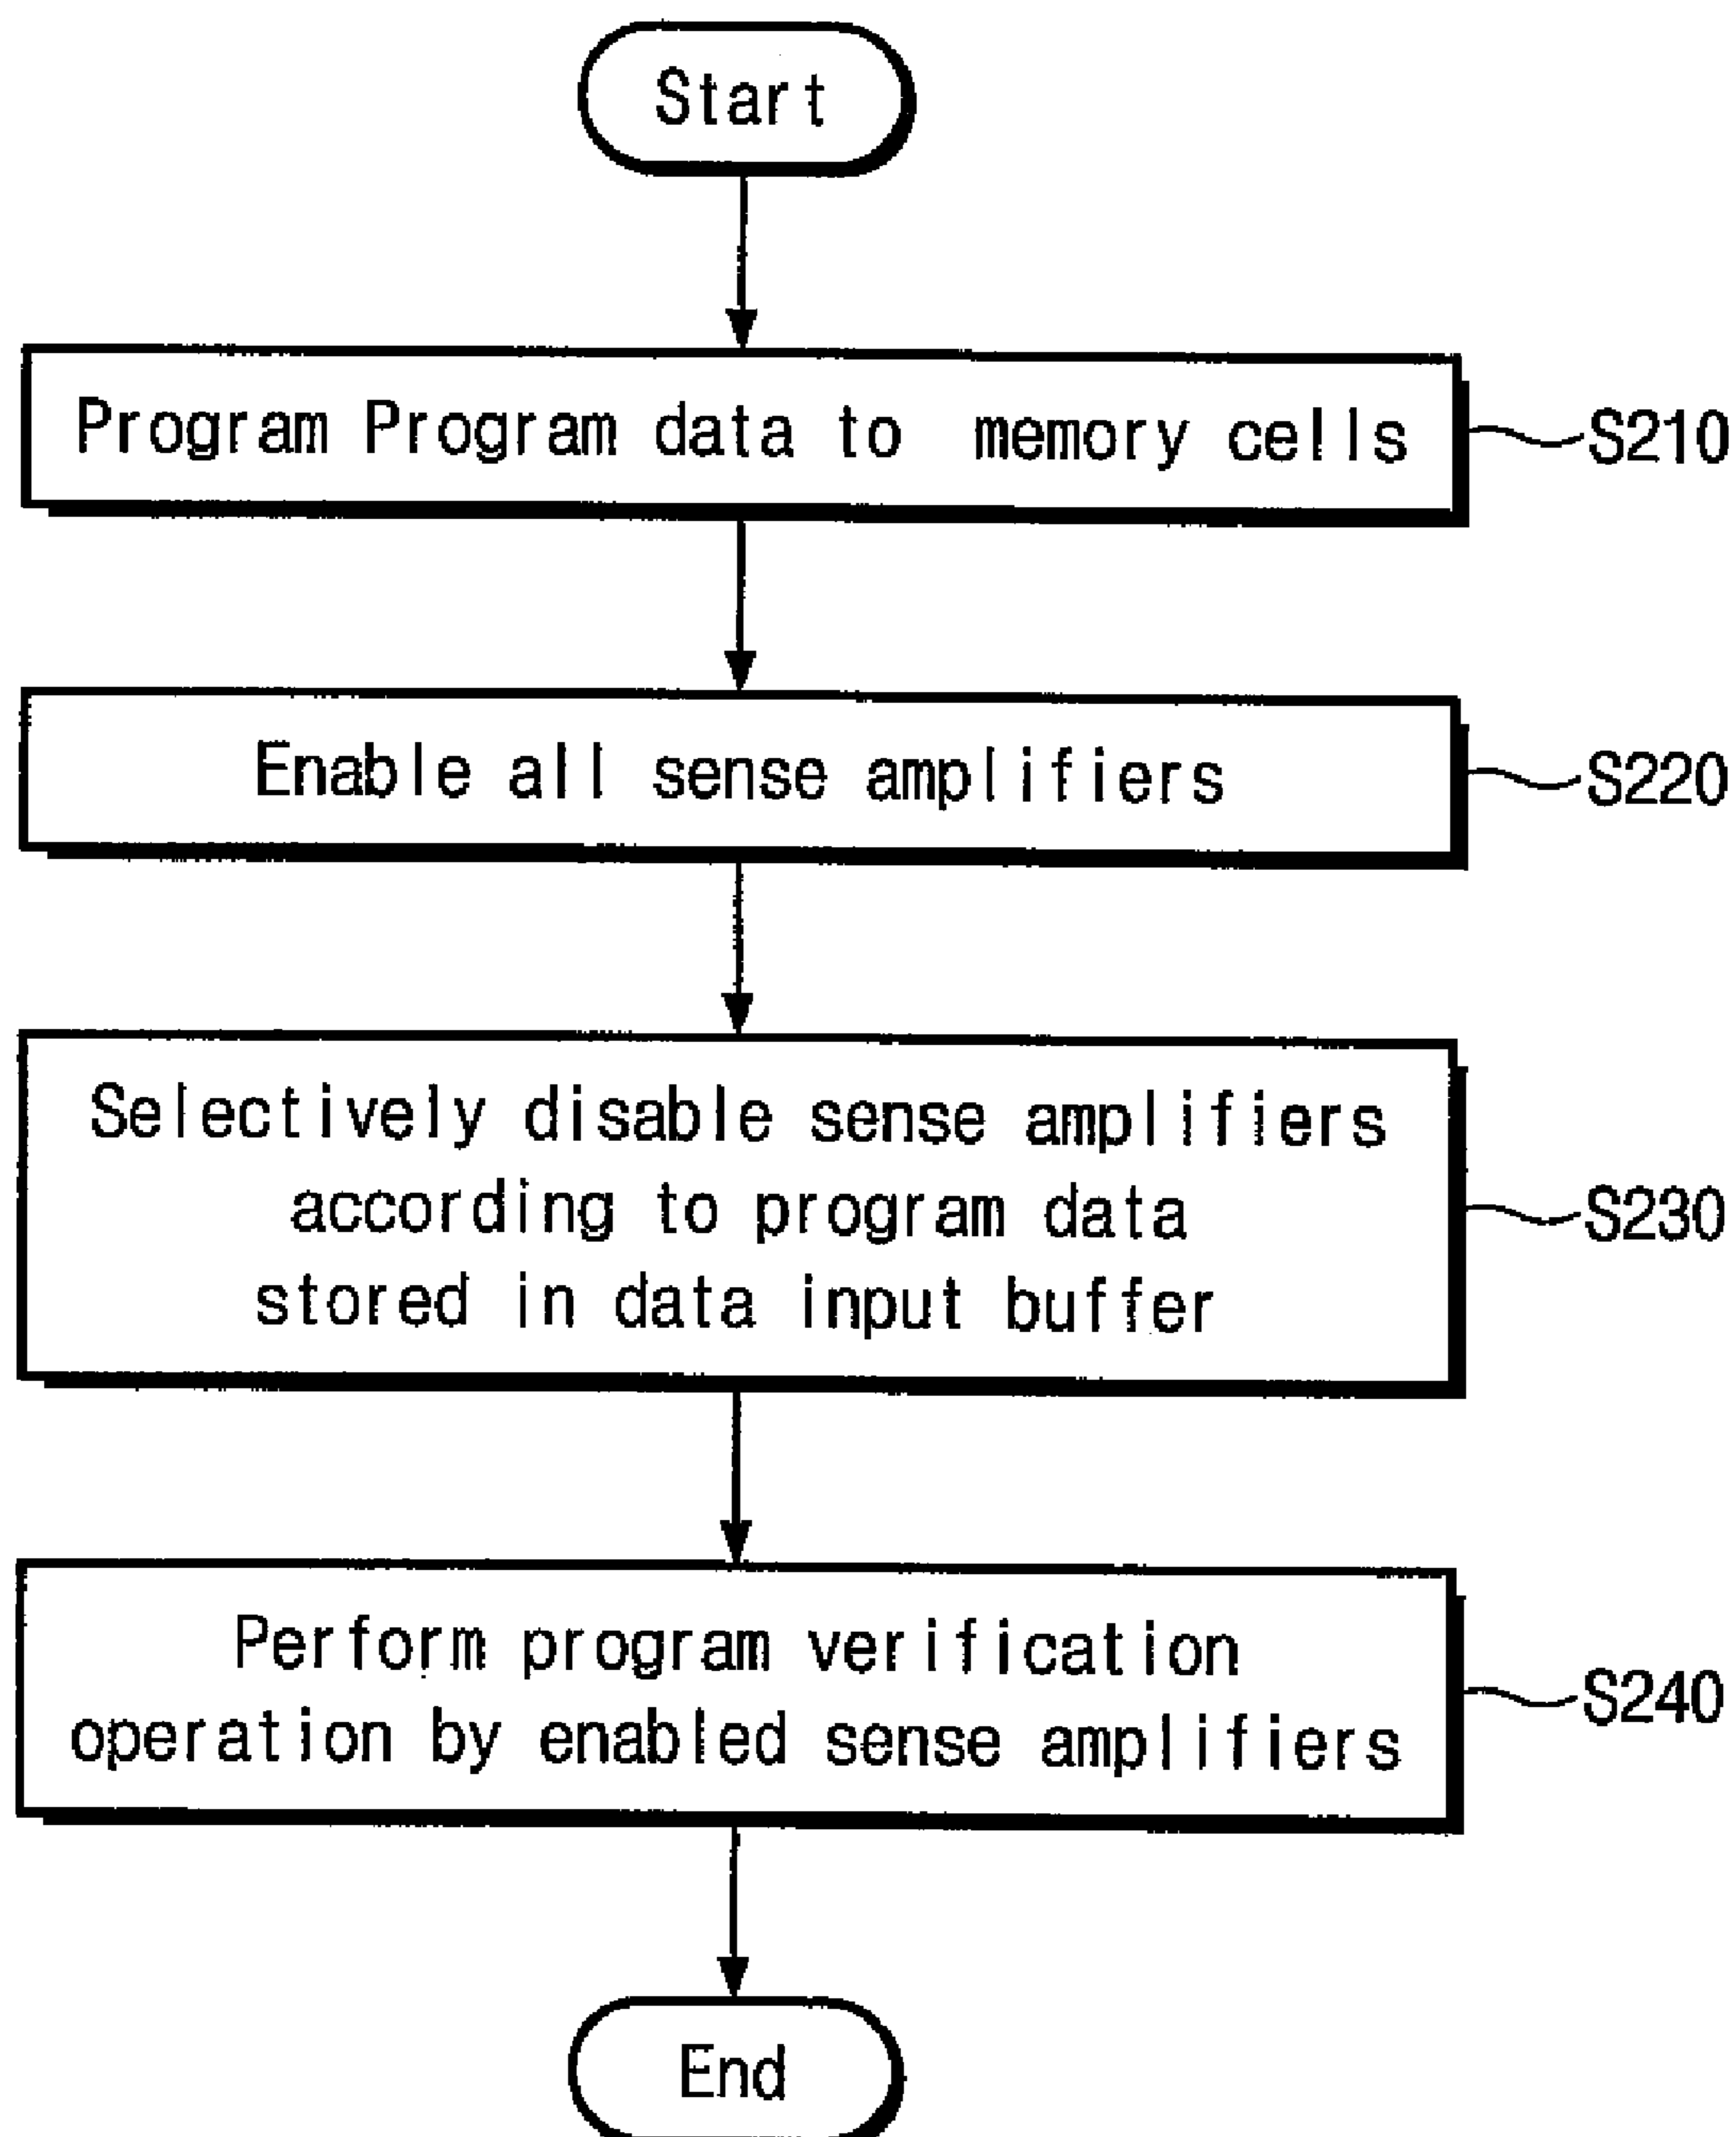 Start
Program Program data to memory cells
S210
Enable all sense amplifiers
S220
Selectively disable sense amplifiers
according to program data
stored in data input buffer
S230
Perform program verification
operation by enabled sense amplifiers
S240
End